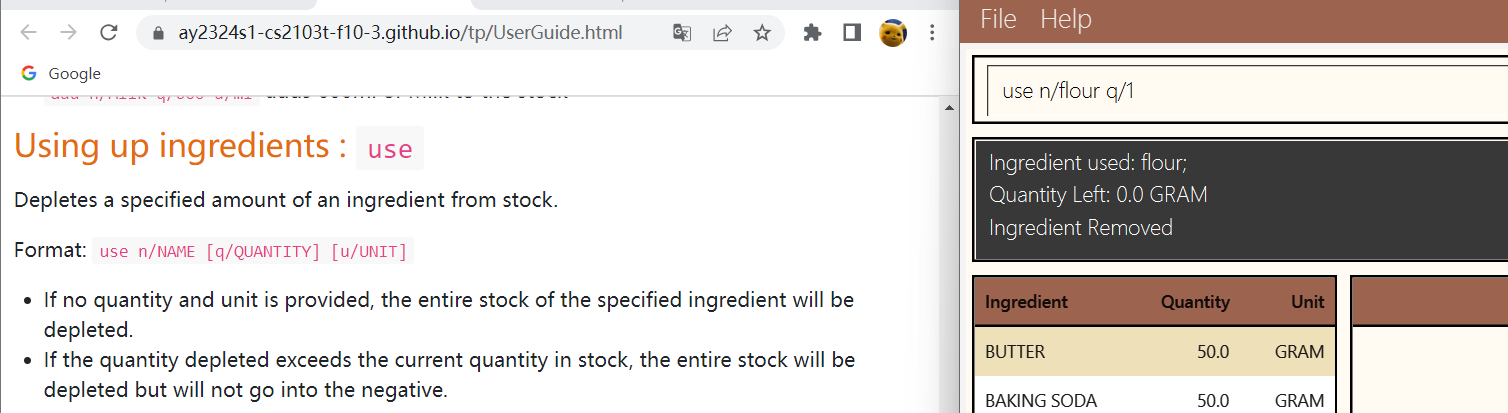 ay2324s1-cs2103t-f10-3.github.io/tp/UserGuide.html
Google
Using up ingredients : use
Depletes a specified amount of an ingredient from stock.
Format: use n/NAME [q/QUANTITY] [u/UNIT]
If no quantity and unit is provided, the entire stock of the specified ingredient will be
depleted.
If the quantity depleted exceeds the current quantity in stock, the entire stock will be
depleted but will not go into the negative.
File Help
use n/flour q/1
Ingredient used: flour;
Quantity Left: 0.0 GRAM
Ingredient Removed
Ingredient Quantity Unit
BUTTER 50.0 GRAM
BAKING SODA 50.0 GRAM